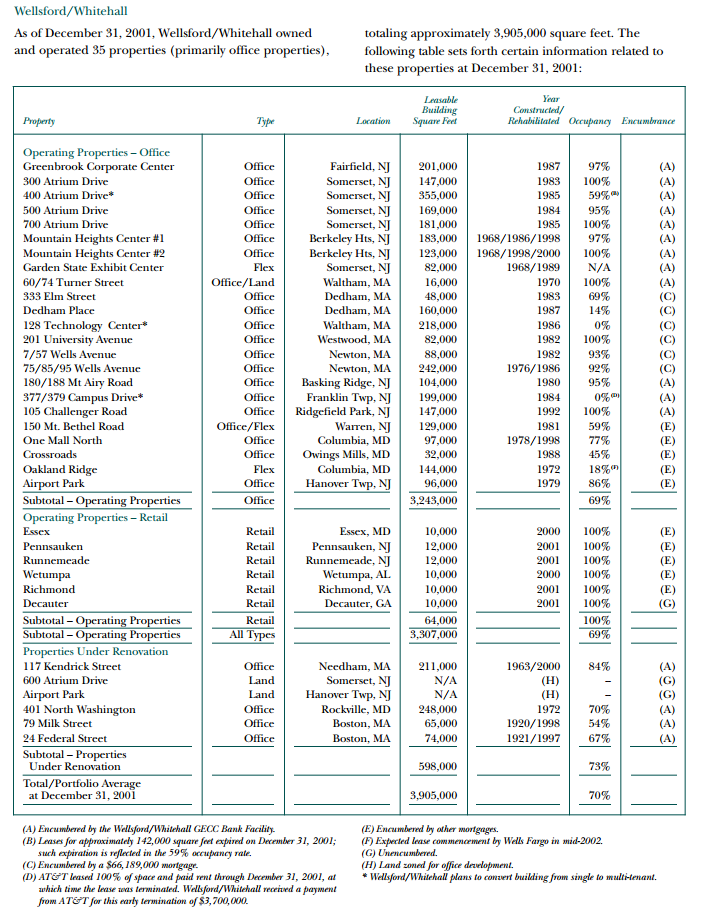 Wellsford/Whitehall
As of December 31, 2001, Wellsford/Whitehall owned
and operated 35 properties (primarily office properties),
totaling approximately 3,905,000 square feet. The
following table sets forth certain information related to
these properties at December 31, 2001:
Leasable Year
Building Constructed/
Property Type Location Square Feet Rehabilitated Occupancy Encumbrance
Operating Properties – Office
Greenbrook Corporate Center Office Fairfield, NJ 201,000 1987 97% (A)
300 Atrium Drive Office Somerset, NJ 147,000 1983 100% (A)
400 Atrium Drive* Office Somerset, NJ 355,000 1985 59%(B) (A)
500 Atrium Drive Office Somerset, NJ 169,000 1984 95% (A)
700 Atrium Drive Office Somerset, NJ 181,000 1985 100% (A)
Mountain Heights Center #1 Office Berkeley Hts, NJ 183,000 1968/1986/1998 97% (A)
Mountain Heights Center #2 Office Berkeley Hts, NJ 123,000 1968/1998/2000 100% (A)
Garden State Exhibit Center Flex Somerset, NJ 82,000 1968/1989 N/A (A)
60/74 Turner Street Office/Land Waltham, MA 16,000 1970 100% (A)
333 Elm Street Office Dedham, MA 48,000 1983 69% (C)
Dedham Place Office Dedham, MA 160,000 1987 14% (C)
128 Technology Center* Office Waltham, MA 218,000 1986 0% (C)
201 University Avenue Office Westwood, MA 82,000 1982 100% (C)
7/57 Wells Avenue Office Newton, MA 88,000 1982 93% (C)
75/85/95 Wells Avenue Office Newton, MA 242,000 1976/1986 92% (C)
180/188 Mt Airy Road Office Basking Ridge, NJ 104,000 1980 95% (A)
377/379 Campus Drive* Office Franklin Twp, NJ 199,000 1984 0%(D) (A)
105 Challenger Road Office Ridgefield Park, NJ 147,000 1992 100% (A)
150 Mt. Bethel Road Office/Flex Warren, NJ 129,000 1981 59% (E)
One Mall North Office Columbia, MD 97,000 1978/1998 77% (E)
Crossroads Office Owings Mills, MD 32,000 1988 45% (E)
Oakland Ridge Flex Columbia, MD 144,000 1972 18%(F) (E)
Airport Park Office Hanover Twp, NJ 96,000 1979 86% (E)
Subtotal – Operating Properties Office 3,243,000 69%
Operating Properties – Retail
Essex Retail Essex, MD 10,000 2000 100% (E)
Pennsauken Retail Pennsauken, NJ 12,000 2001 100% (E)
Runnemeade Retail Runnemeade, NJ 12,000 2001 100% (E)
Wetumpa Retail Wetumpa, AL 10,000 2000 100% (E)
Richmond Retail Richmond, VA 10,000 2001 100% (E)
Decauter Retail Decauter, GA 10,000 2001 100% (G)
Subtotal – Operating Properties Retail 64,000 100%
Subtotal – Operating Properties All Types 3,307,000 69%
Properties Under Renovation
117 Kendrick Street Office Needham, MA 211,000 1963/2000 84% (A)
600 Atrium Drive Land Somerset, NJ N/A (H) – (G)
Airport Park Land Hanover Twp, NJ N/A (H) – (G)
401 North Washington Office Rockville, MD 248,000 1972 70% (A)
79 Milk Street Office Boston, MA 65,000 1920/1998 54% (A)
24 Federal Street Office Boston, MA 74,000 1921/1997 67% (A)
Subtotal – Properties
Under Renovation 598,000 73%
Total/Portfolio Average
at December 31, 2001 3,905,000 70%
(A) Encumbered by the Wellsford/Whitehall GECC Bank Facility.
(B) Leases for approximately 142,000 square feet expired on December 31, 2001;
such expiration is reflected in the 59% occupancy rate.
(C) Encumbered by a $66,189,000 mortgage.
(D) AT&T leased 100% of space and paid rent through December 31, 2001, at
which time the lease was terminated. Wellsford/Whitehall received a payment
from AT&T for this early termination of $3,700,000.
(E) Encumbered by other mortgages.
(F) Expected lease commencement by Wells Fargo in mid-2002.
(G) Unencumbered.
(H) Land zoned for office development.
* Wellsford/Whitehall plans to convert building from single to multi-tenant.